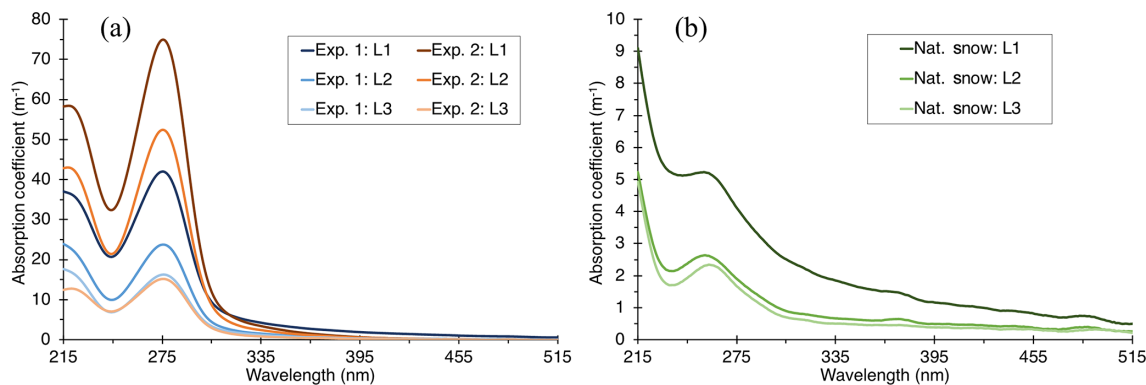 (a)
Absorption coefficient (m⁻¹)
80
70
60
50
40
30
20
10
0
Exp. 1: L1 Exp. 2: L1
Exp. 1: L2 Exp. 2: L2
Exp. 1: L3 Exp. 2: L3
215 275 335 395 455 515
Wavelength (nm)
(b)
Absorption coefficient (m⁻¹)
10
9
8
7
6
5
4
3
2
1
0
Nat. snow: L1
Nat. snow: L2
Nat. snow: L3
215 275 335 395 455 515
Wavelength (nm)